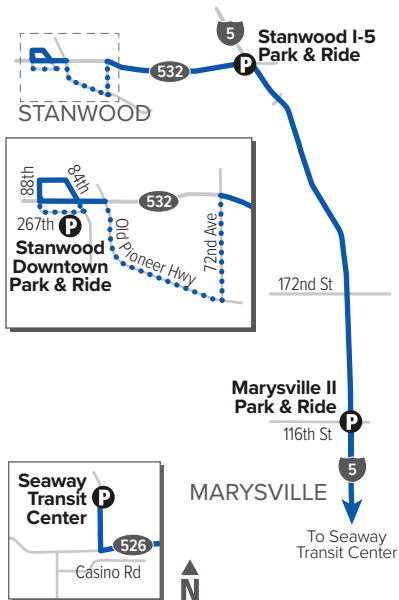 5
Stanwood I-5
Park & Ride
P
532
STANWOOD
88th
84th
532
267th
P
Stanwood
Downtown
Park & Ride
Old
Pioneer Hwy
72nd Ave
172nd St
Marysville II
Park & Ride
P
116th St
5
MARYSVILLE
To Seaway
Transit Center
Seaway
Transit
Center
P
526
Casino Rd
N